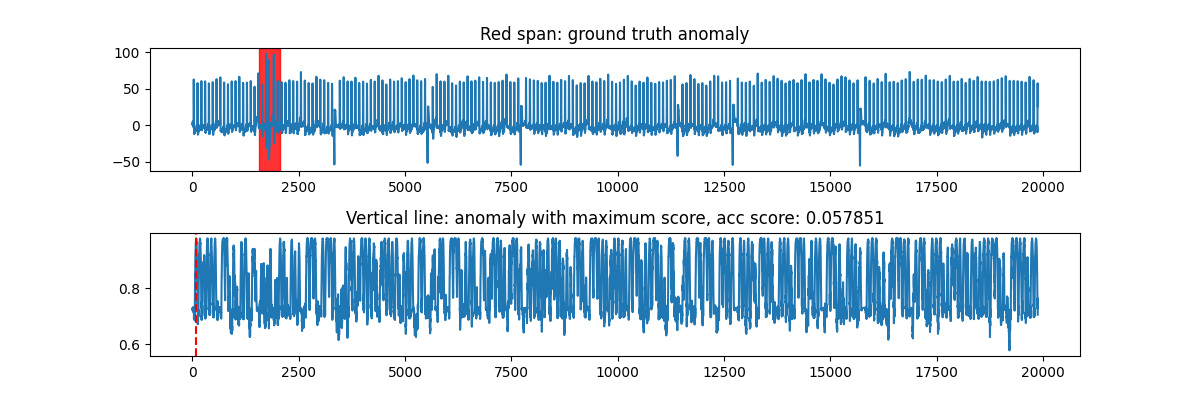 Red span: ground truth anomaly
100
50
0
−50
0 2500 5000 7500 10000 12500 15000 17500 20000
Vertical line: anomaly with maximum score, acc score: 0.057851
0.8
0.6
0 2500 5000 7500 10000 12500 15000 17500 20000